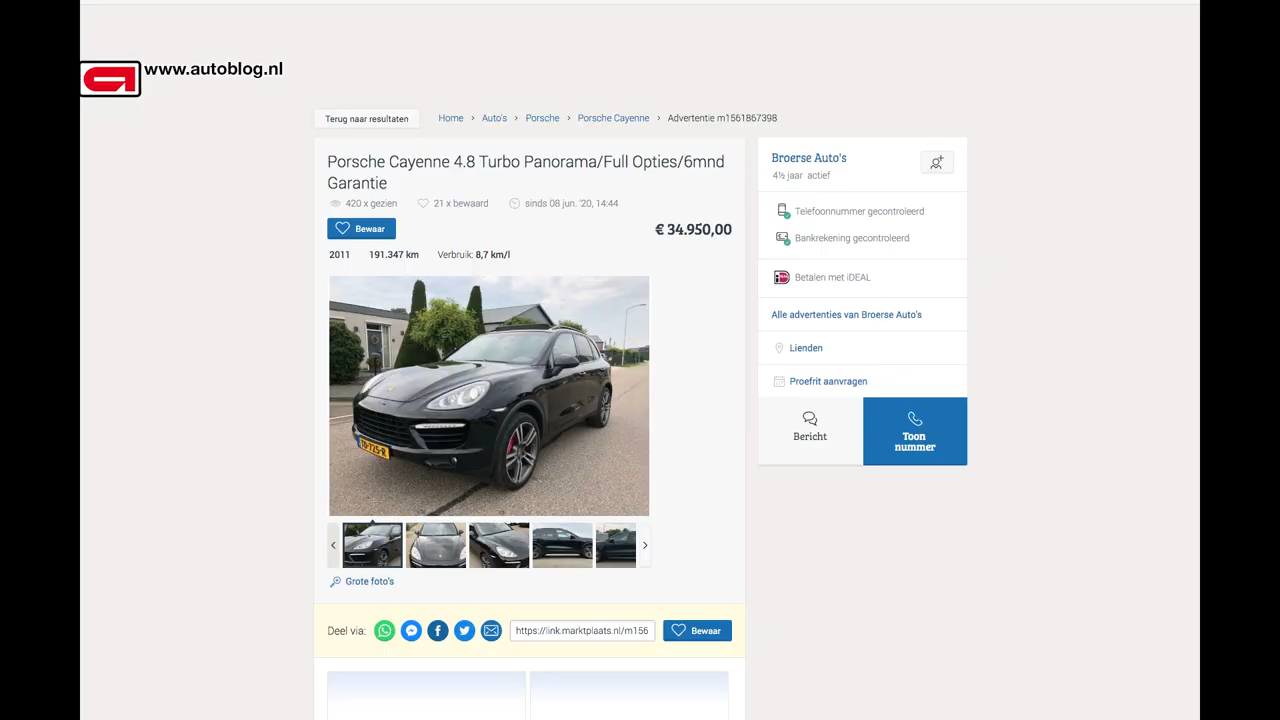 www.autoblog.nl
Terug naar resultaten
Home › Auto's › Porsche › Porsche Cayenne › Advertentie m1561867398
Porsche Cayenne 4.8 Turbo Panorama/Full Opties/6mnd
Garantie
420 x gezien 21 x bewaard sinds 08 jun. '20, 14:44
Bewaar
€ 34.950,00
2011 191.347 km Verbruik: 8,7 km/l
Grote foto's
Deel via: https://link.marktplaats.nl/m156 Bewaar
Broerse Auto's
4½ jaar actief
Telefoonnummer gecontroleerd
Bankrekening gecontroleerd
Betalen met iDEAL
Alle advertenties van Broerse Auto's
Lienden
Proefrit aanvragen
Bericht
Toon
nummer